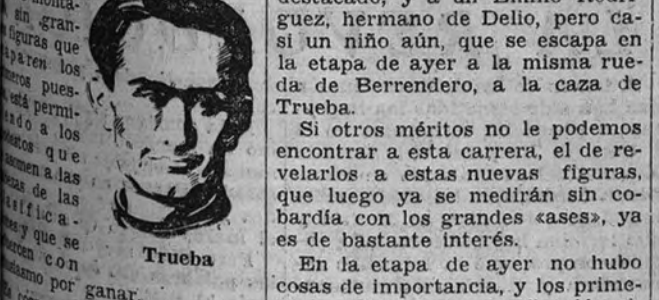 sin gran-
figuras que
aparen los
pues-
está permi-
a los
que
a las
de las
y que se
con
por ganar
Trueba
guez, hermano de Delio, pero ca-
si un niño aún, que se escapa en
la etapa de ayer a la misma rue-
da de Berrendero, a la caza de
Trueba.
Si otros méritos no le podemos
encontrar a esta carrera, el de re-
velarlos a estas nuevas figuras,
que luego ya se medirán sin co-
bardía con los grandes «ases», ya
es de bastante interés.
En la etapa de ayer no hubo
cosas de importancia, y los prime-